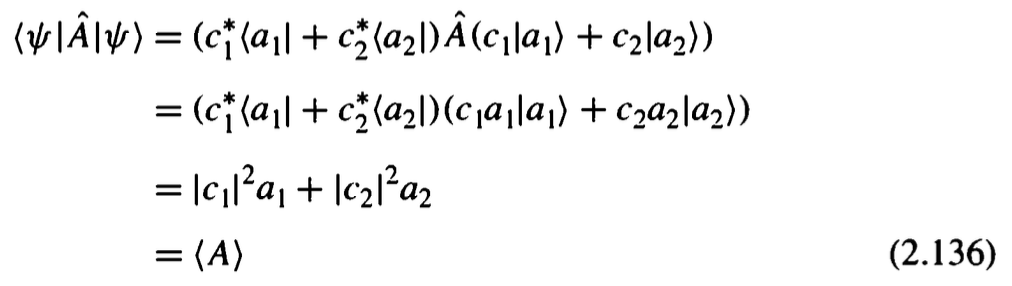 ⟨ψ|Â|ψ⟩ = (c₁*⟨a₁| + c₂*⟨a₂|)Â(c₁|a₁⟩ + c₂|a₂⟩)
= (c₁*⟨a₁| + c₂*⟨a₂|)(c₁a₁|a₁⟩ + c₂a₂|a₂⟩)
= |c₁|²a₁ + |c₂|²a₂
= ⟨A⟩ (2.136)